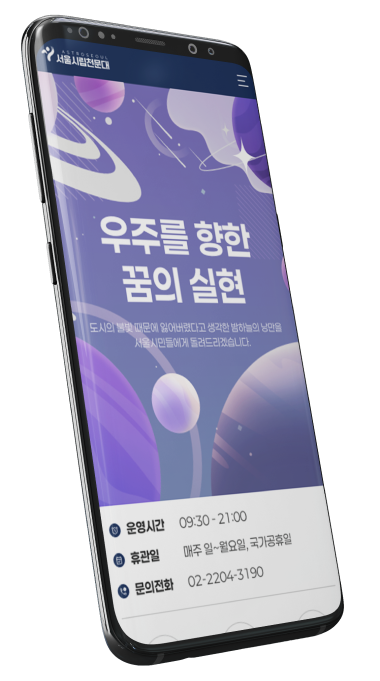 ASTROSEOUL
서울시립천문대
우주를 향한
꿈의 실현
도시의 불빛 때문에 잃어버렸다고 생각한 밤하늘의 낭만을
서울시민들에게 돌려드리겠습니다.
운영시간 09:30 - 21:00
휴관일 매주 일~월요일, 국가공휴일
문의전화 02-2204-3190